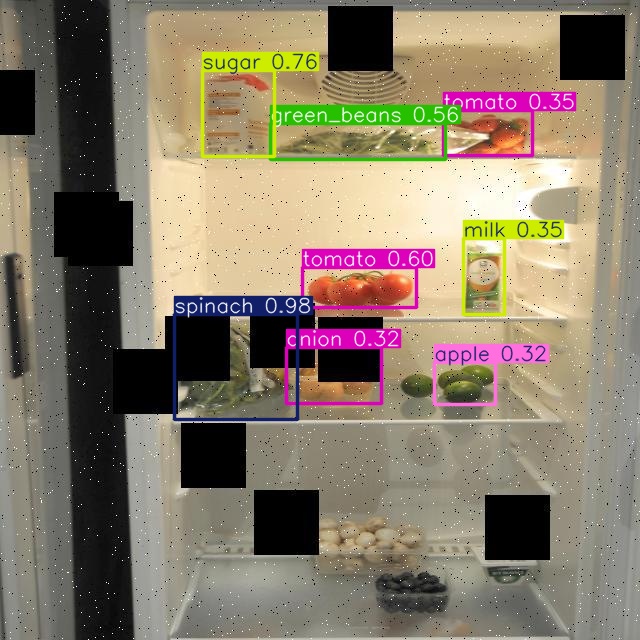 sugar 0.76
tomato 0.35
green_beans 0.56
milk 0.35
tomato 0.60
spinach 0.98
onion 0.32
apple 0.32